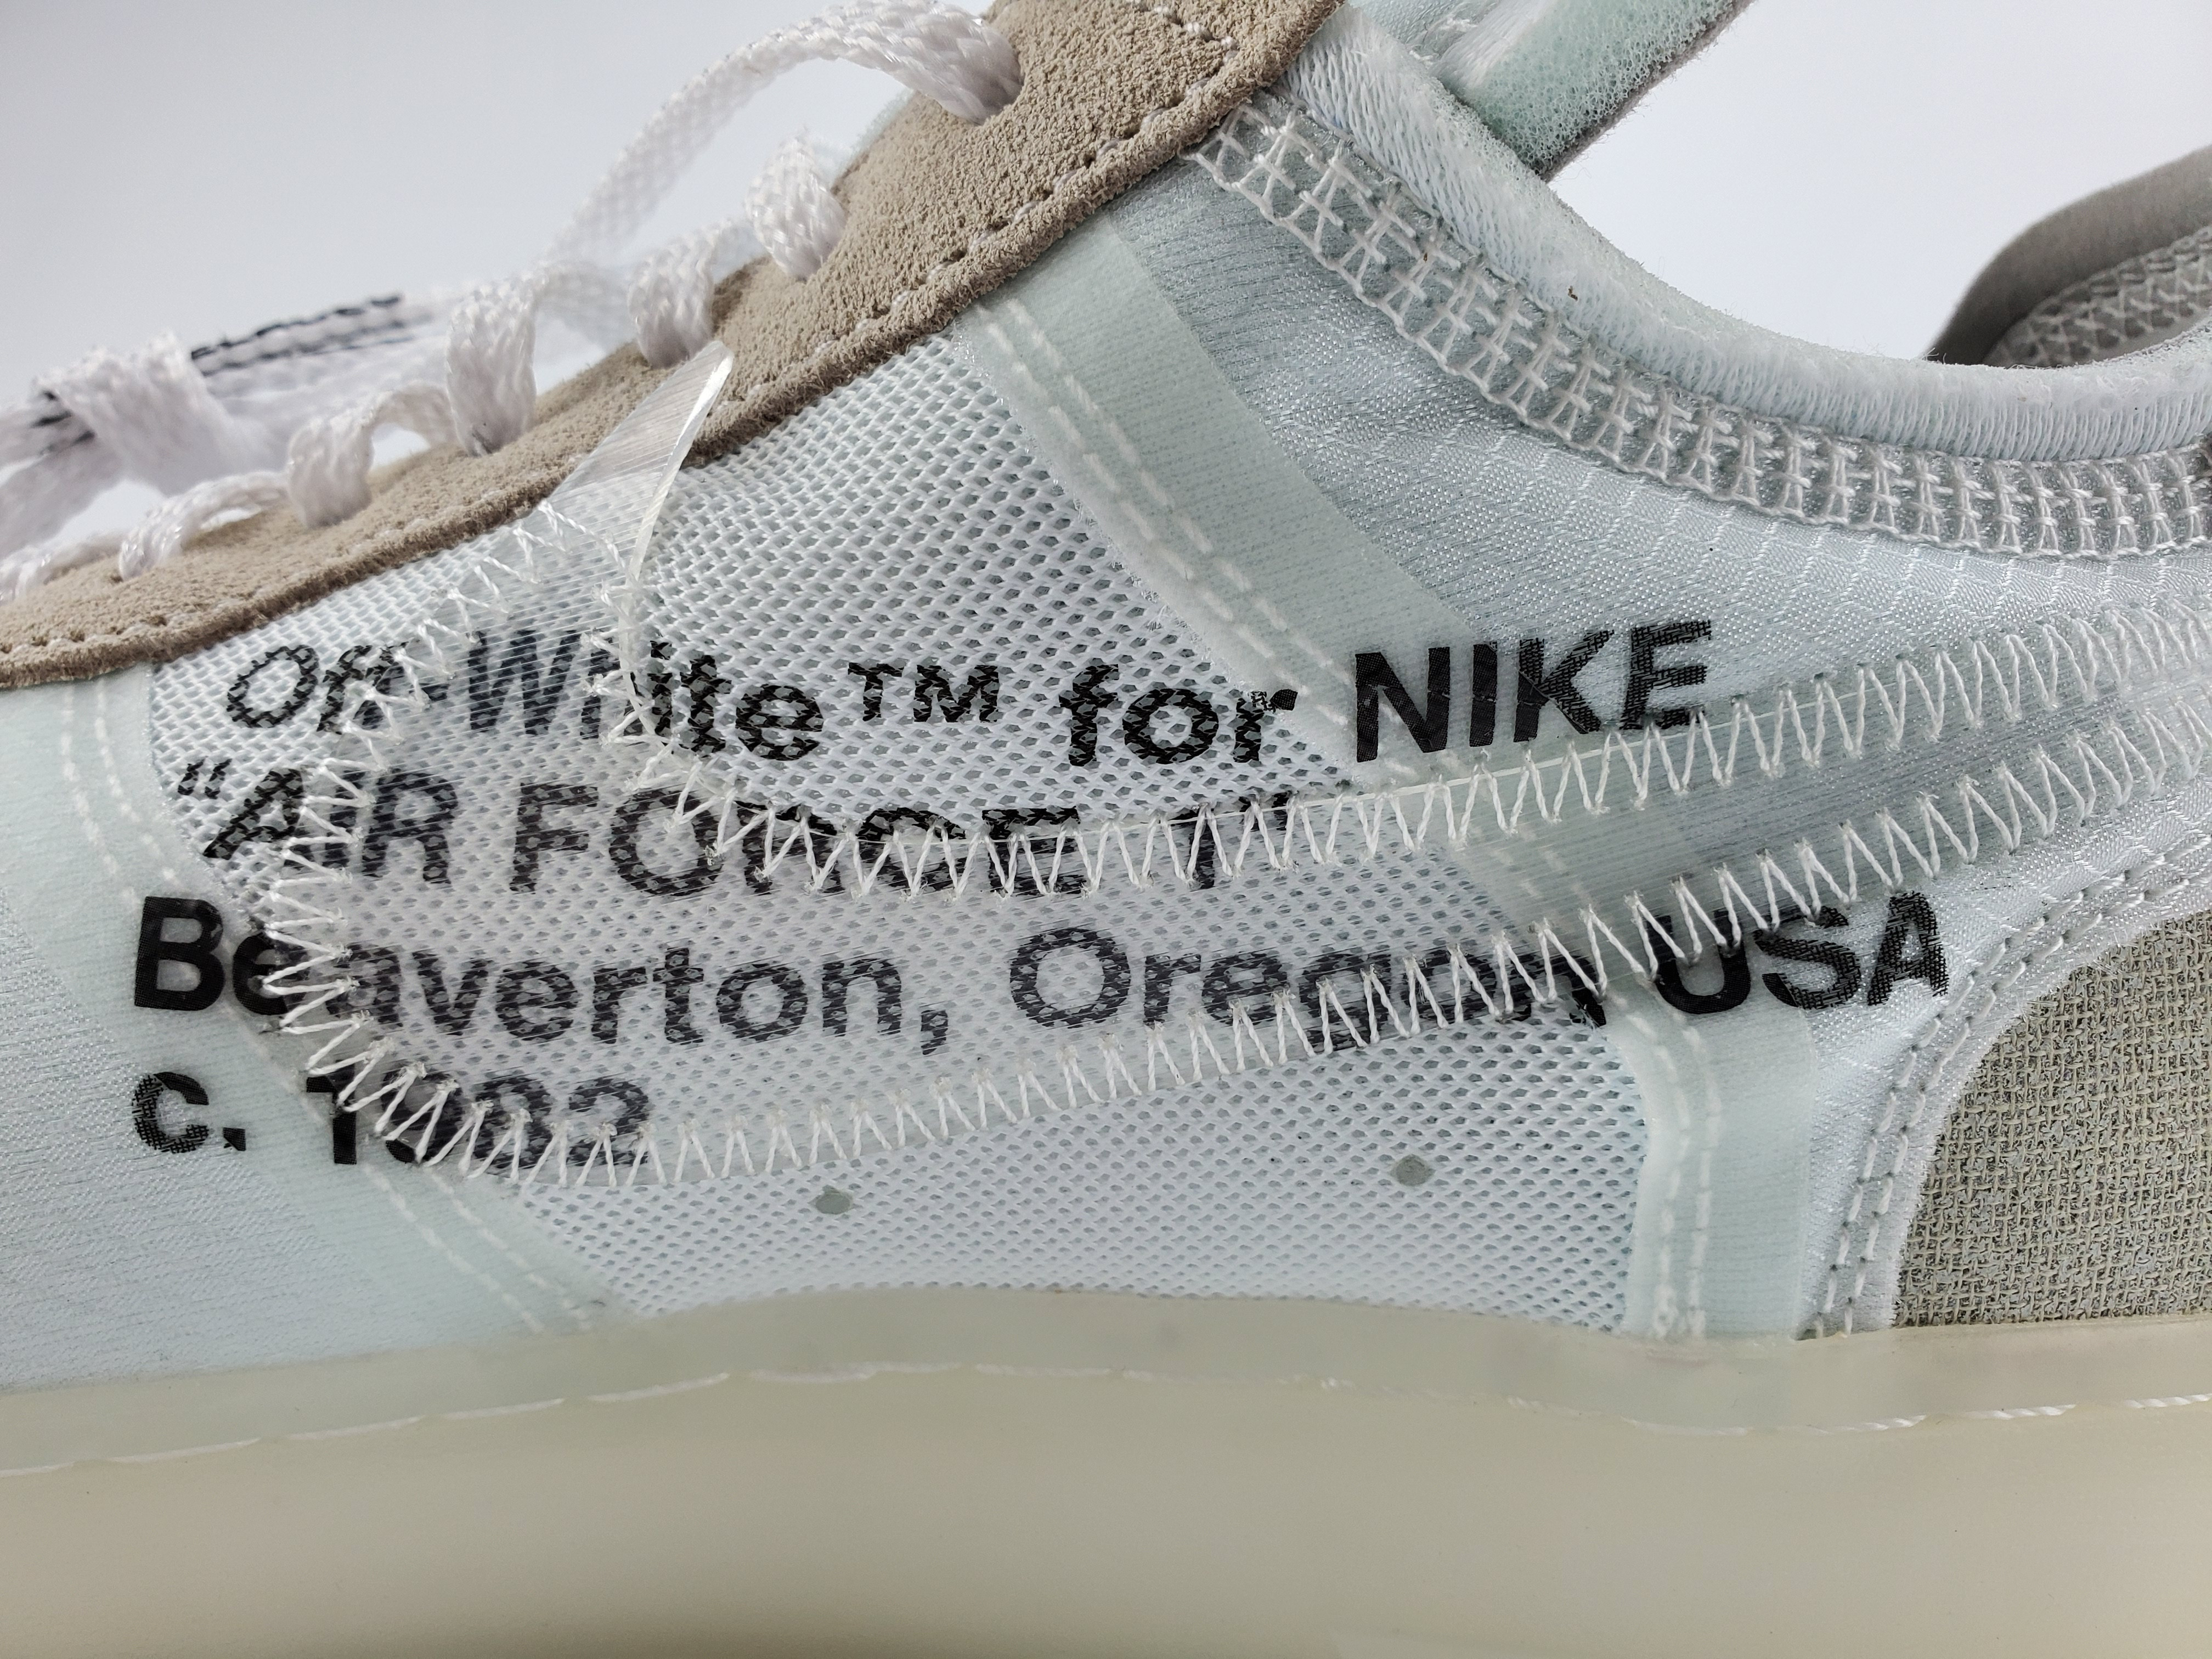 Off-White™ for NIKE
"AIR FORCE 1"
Beaverton, Oregon, USA
c. 1982